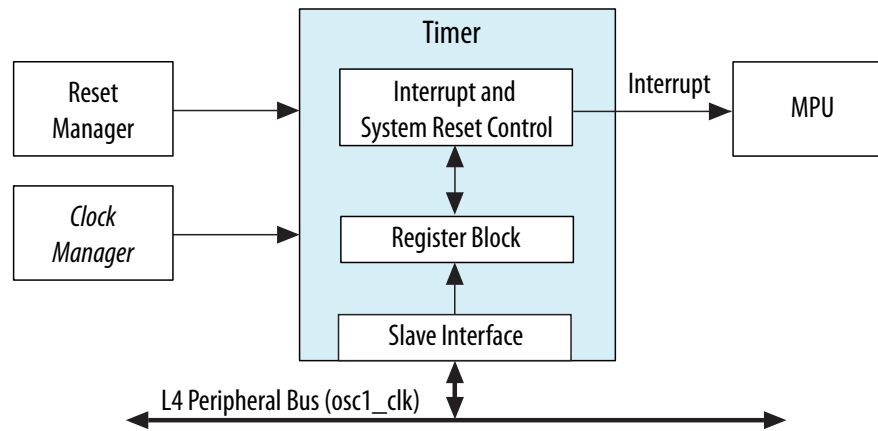 Timer
Reset
Manager
Interrupt and
System Reset Control
Interrupt
MPU
Clock
Manager
Register Block
Slave Interface
L4 Peripheral Bus (osc1_clk)